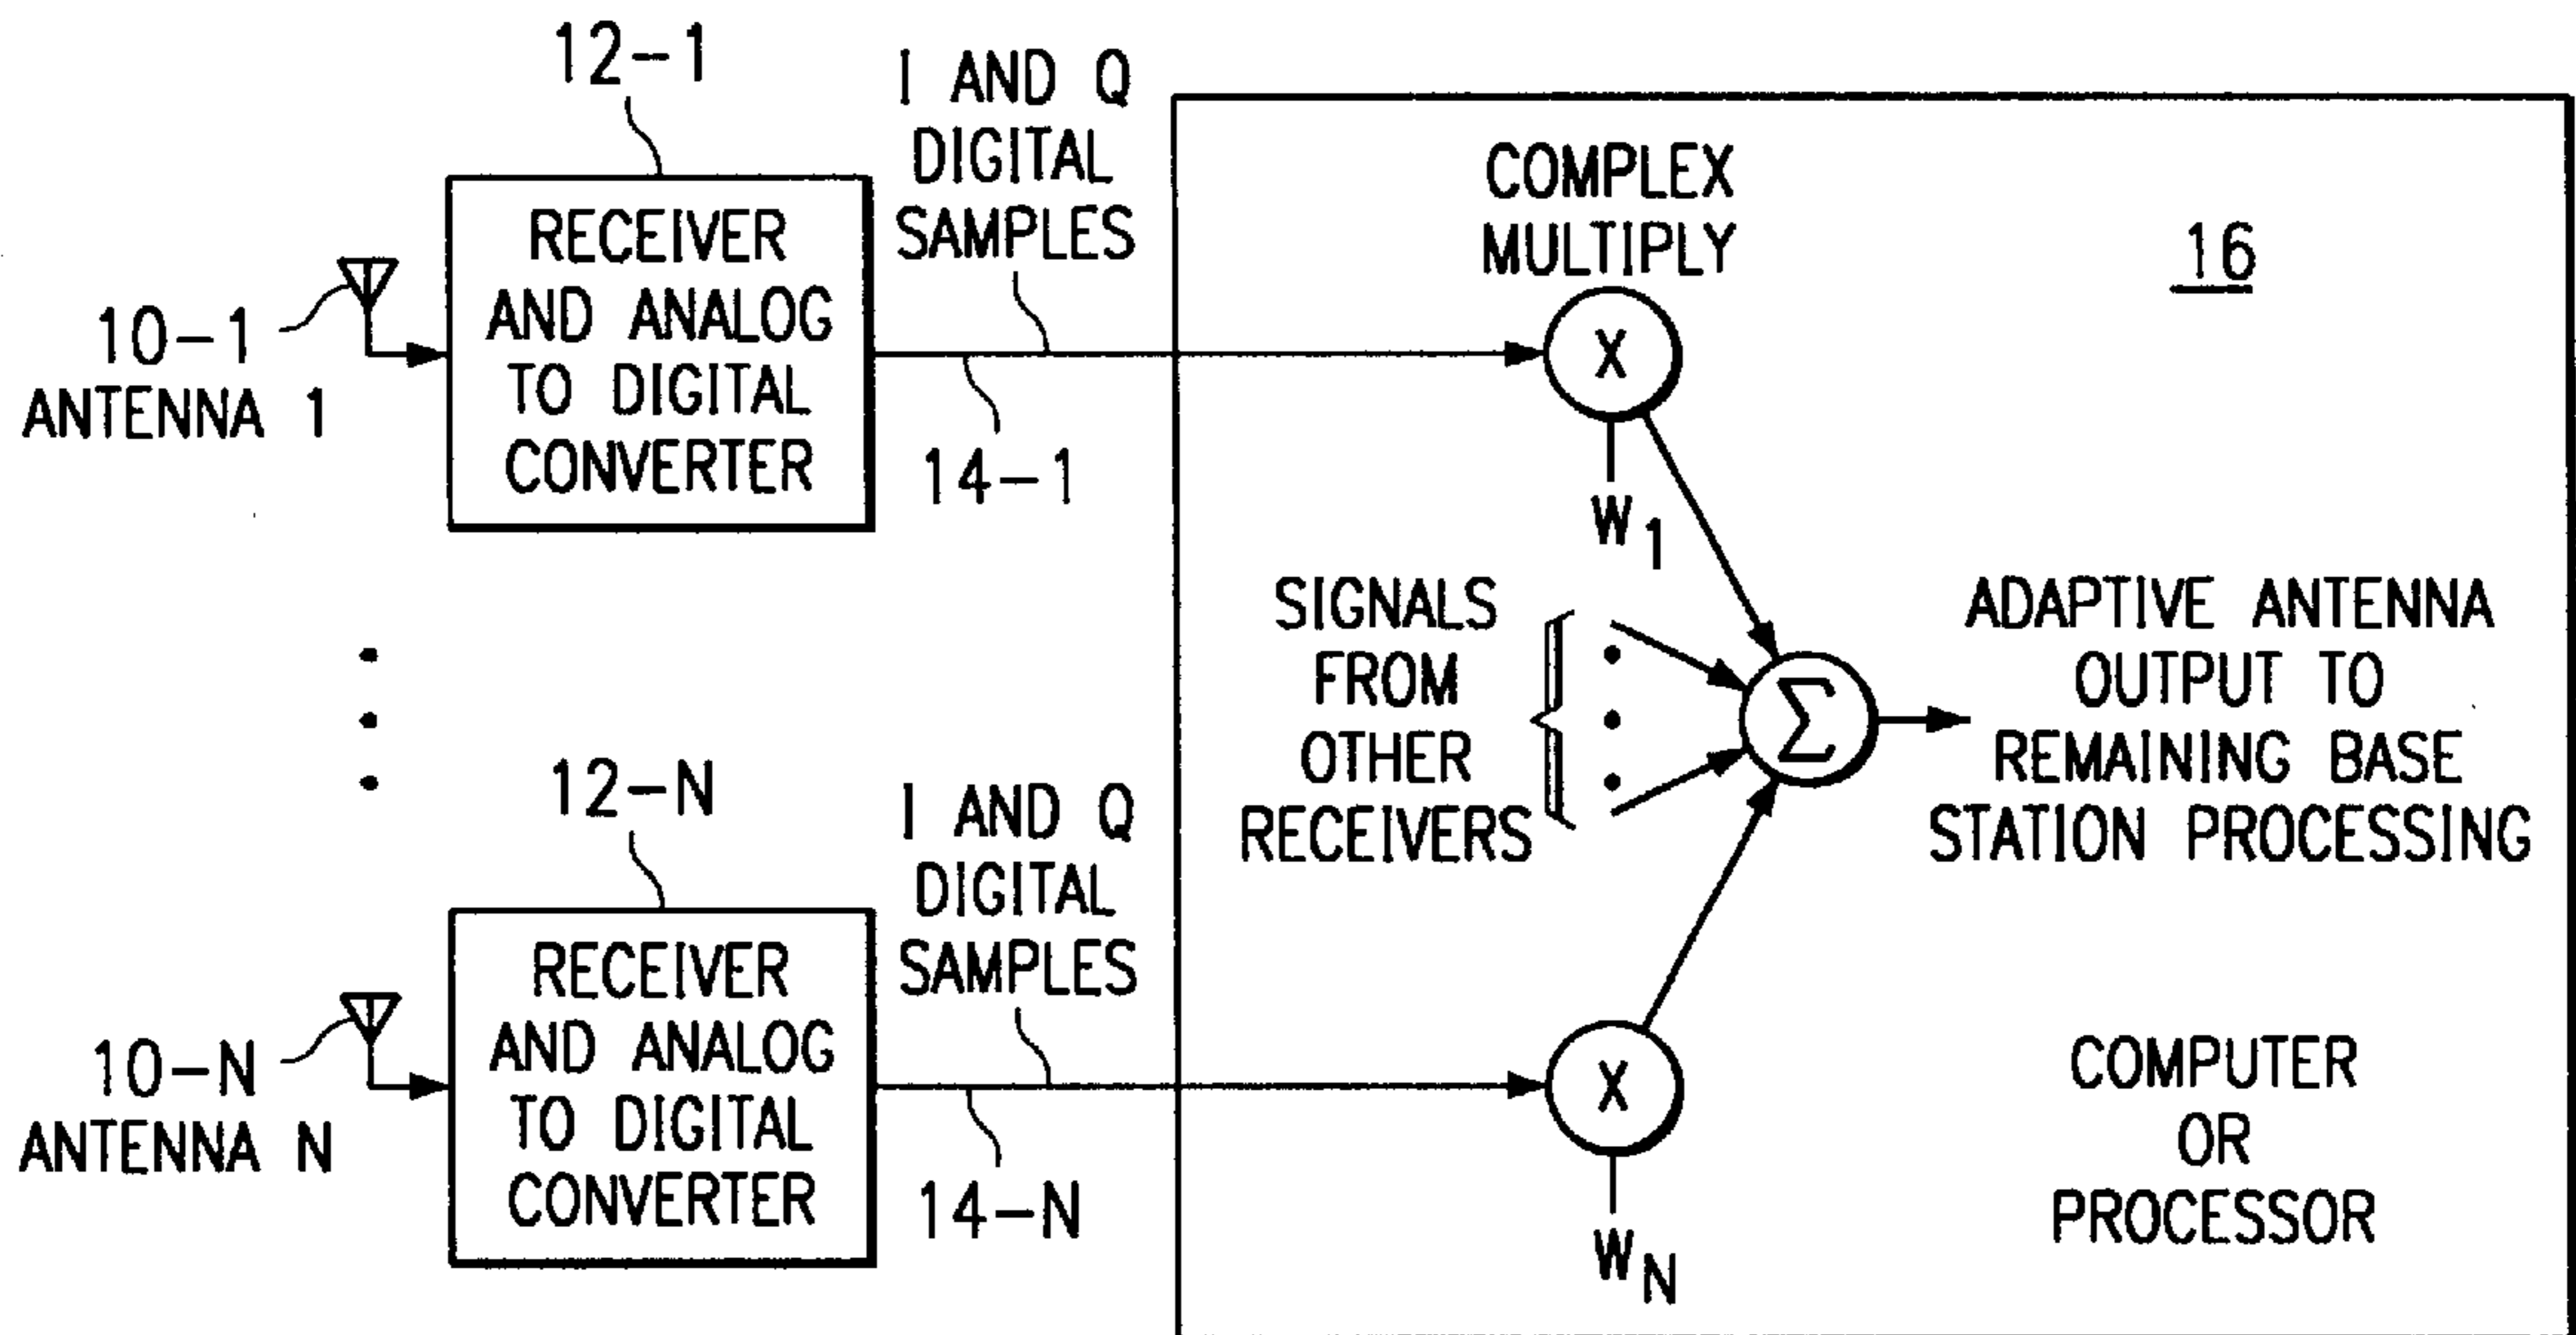 12-1
I AND Q
DIGITAL
SAMPLES
RECEIVER
AND ANALOG
TO DIGITAL
CONVERTER
10-1
ANTENNA 1
14-1
COMPLEX
MULTIPLY
16
X
W1
SIGNALS
FROM
OTHER
RECEIVERS
Σ
ADAPTIVE ANTENNA
OUTPUT TO
REMAINING BASE
STATION PROCESSING
12-N
I AND Q
DIGITAL
SAMPLES
RECEIVER
AND ANALOG
TO DIGITAL
CONVERTER
10-N
ANTENNA N
14-N
X
WN
COMPUTER
OR
PROCESSOR